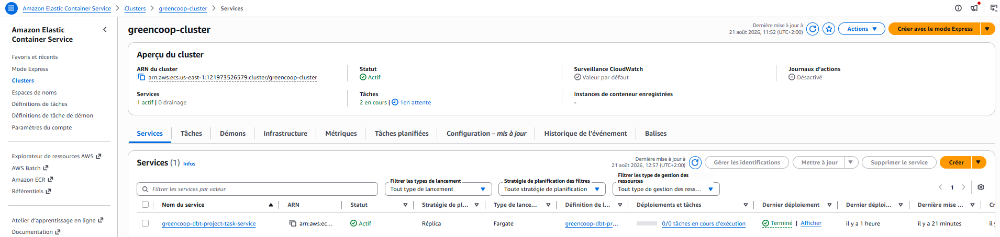 Amazon Elastic Container Service > Clusters > greencoop-cluster > Services
Amazon Elastic
Container Service
Favoris et récents
Mode Express
Clusters
Espaces de noms
Définitions de tâches
Définitions de tâche de démon
Paramètres du compte
Explorateur de ressources AWS
AWS Batch
Amazon ECR
Référentiels
Atelier d'apprentissage en ligne
Documentation
greencoop-cluster
Dernière mise à jour à
21 août 2026, 11:52 (UTC+2:00)
Actions
Créer avec le mode Express
Aperçu du cluster
ARN du cluster
arn:aws:ecs:us-east-1:121973526579:cluster/greencoop-cluster
Statut
Actif
Surveillance CloudWatch
Valeur par défaut
Journaux d'actions
Désactivé
Services
1 actif | 0 drainage
Tâches
2 en cours | 1en attente
Instances de conteneur enregistrées
-
Services Tâches Démons Infrastructure Métriques Tâches planifiées Configuration – mis à jour Historique de l'événement Balises
Services (1) Infos
Dernière mise à jour à
21 août 2026, 12:57 (UTC+2:00)
Gérer les identifications
Mettre à jour
Supprimer le service
Créer
Filtrer les services par valeur
Filtrer les types de lancement
Tout type de lancement
Stratégie de planification des filtres
Toute stratégie de planification
Filtrer les type de gestion des
ressources
Tout type de gestion des ress...
1
Nom du service ARN Statut Stratégie de pl... Type de lance... Définition de l... Déploiements et tâches Dernier déploiement Dernier déploi... Dernière mise ... Cr
greencoop-dbt-project-task-service arn:aws:ec... Actif Réplica Fargate greencoop-dbt-pr... 0/0 tâches en cours d'exécution Terminé | Afficher il y a 1 heure il y a 21 minutes il y